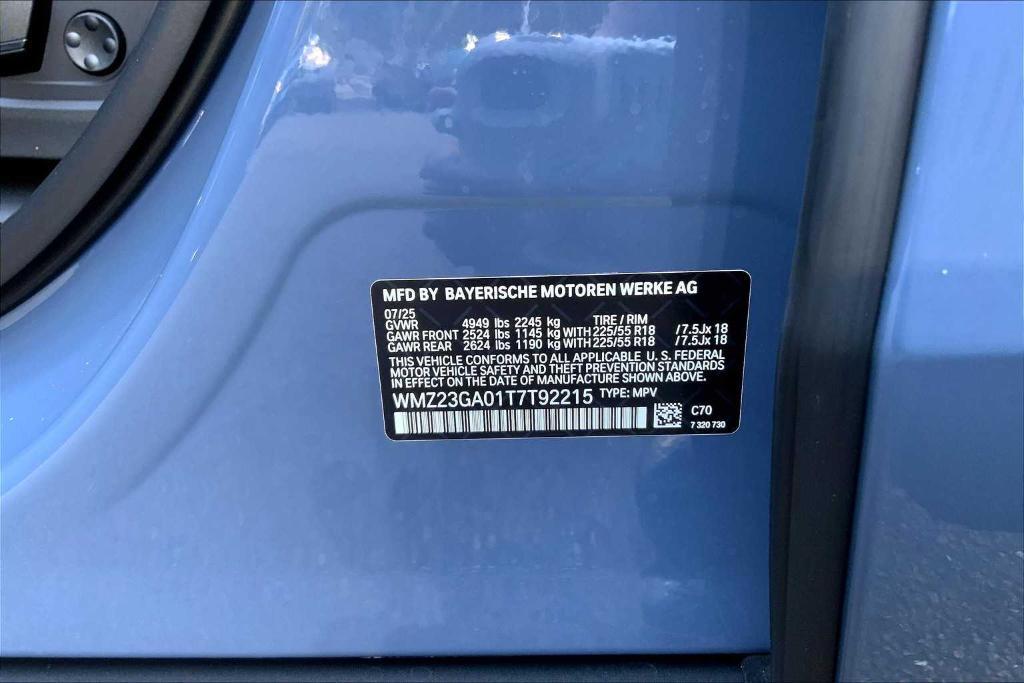 MFD BY BAYERISCHE MOTOREN WERKE AG
07/25
GVWR 4949 lbs 2245 kg TIRE / RIM
GAWR FRONT 2524 lbs 1145 kg WITH 225/55 R18 /7.5Jx 18
GAWR REAR 2624 lbs 1190 kg WITH 225/55 R18 /7.5Jx 18
THIS VEHICLE CONFORMS TO ALL APPLICABLE U. S. FEDERAL
MOTOR VEHICLE SAFETY AND THEFT PREVENTION STANDARDS
IN EFFECT ON THE DATE OF MANUFACTURE SHOWN ABOVE.
WMZ23GA01T7T92215 TYPE: MPV
C70
7 320 730